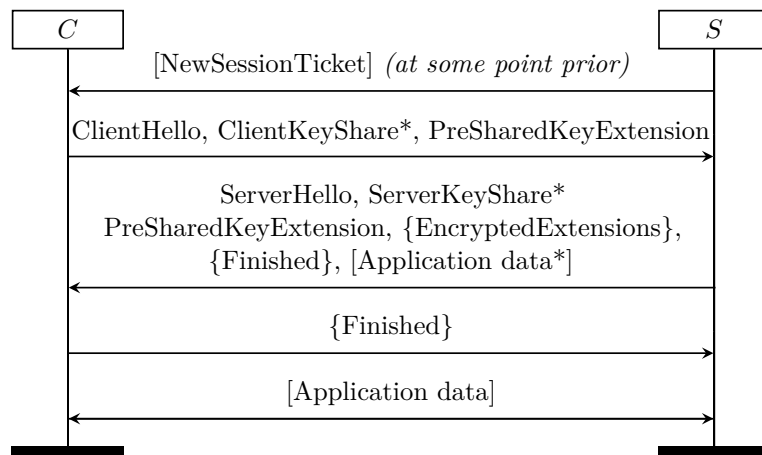 C
S
[NewSessionTicket] (at some point prior)
ClientHello, ClientKeyShare*, PreSharedKeyExtension
ServerHello, ServerKeyShare*
PreSharedKeyExtension, {EncryptedExtensions},
{Finished}, [Application data*]
{Finished}
[Application data]